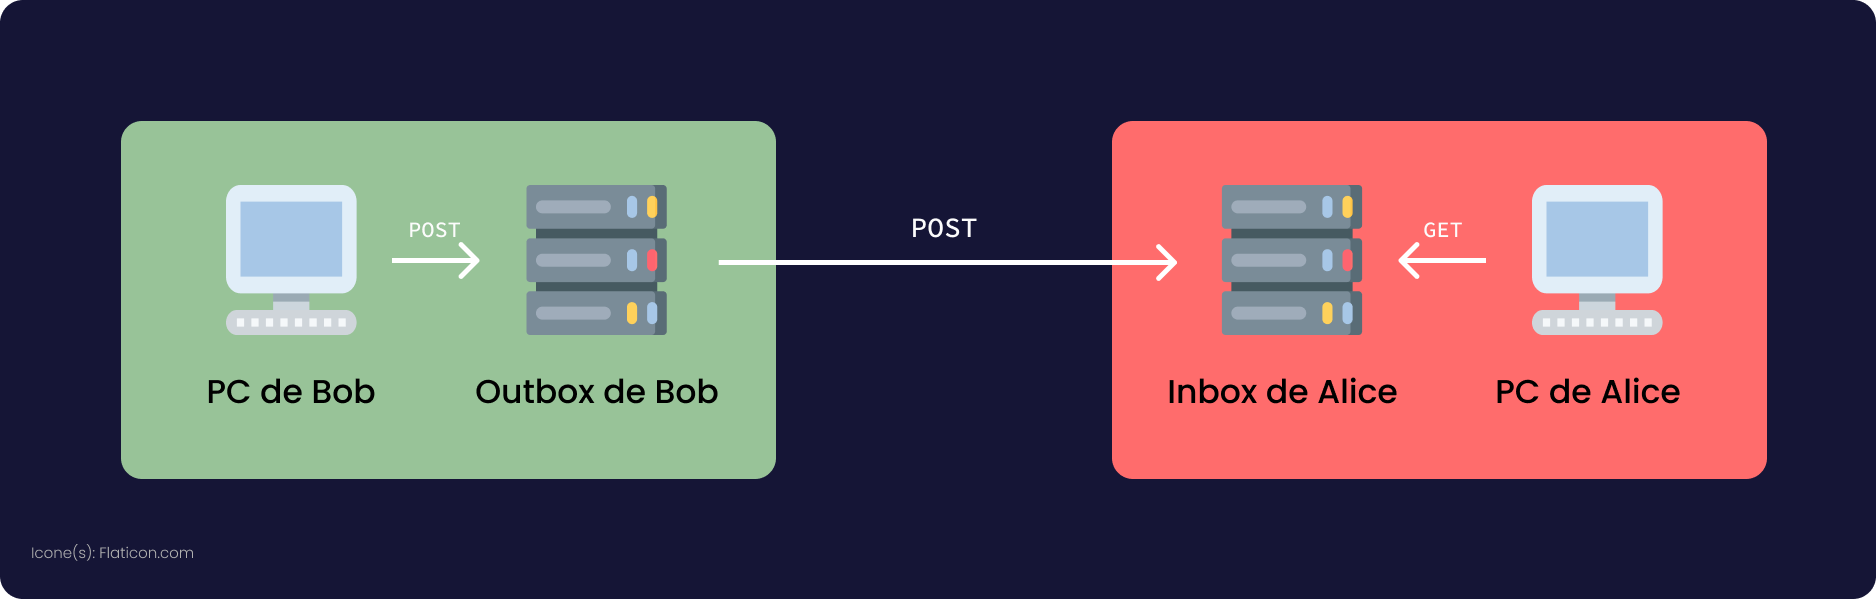 POST
POST
GET
PC de Bob
Outbox de Bob
Inbox de Alice
PC de Alice
Icone(s): Flaticon.com